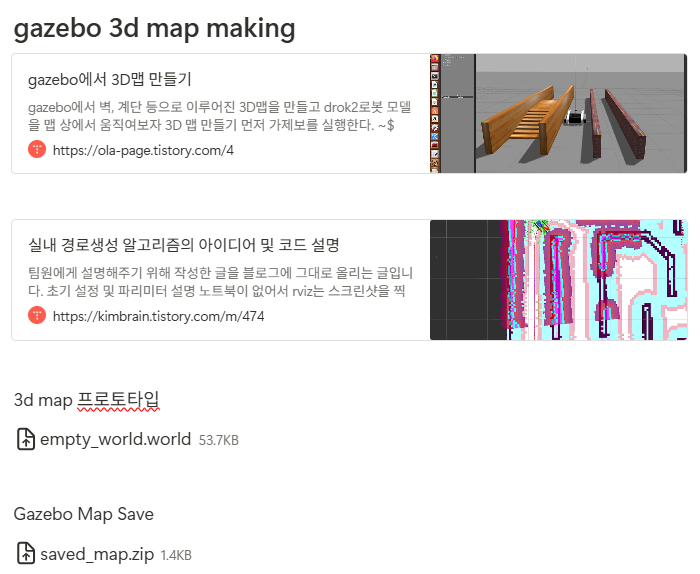 gazebo 3d map making
gazebo에서 3D맵 만들기
gazebo에서 벽, 계단 등으로 이루어진 3D맵을 만들고 drok2로봇 모델
을 맵 상에서 움직여보자 3D 맵 만들기 먼저 가제보를 실행한다. ~$
https://ola-page.tistory.com/4
실내 경로생성 알고리즘의 아이디어 및 코드 설명
팀원에게 설명해주기 위해 작성한 글을 블로그에 그대로 올리는 글입니
다. 초기 설정 및 파리미터 설명 노트북이 없어서 rviz는 스크린샷을 찍
https://kimbrain.tistory.com/m/474
3d map 프로토타입
empty_world.world 53.7KB
Gazebo Map Save
saved_map.zip 1.4KB